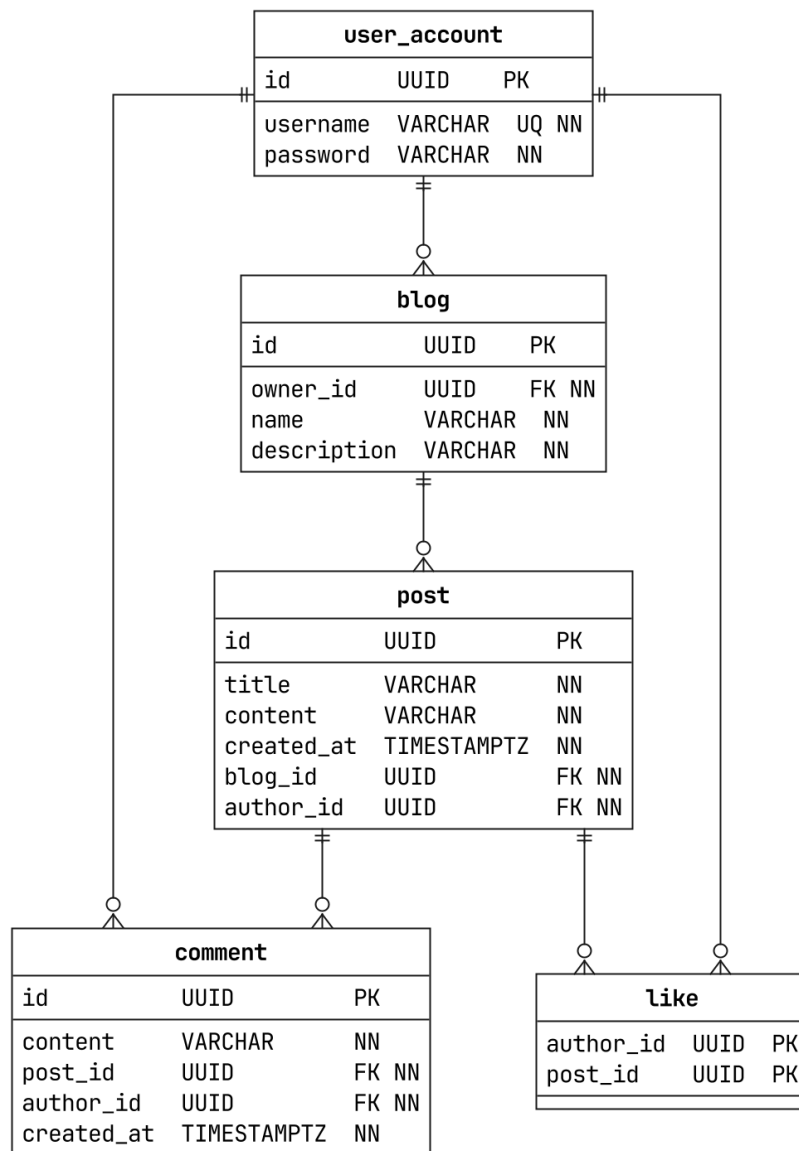 user_account
id UUID PK
username VARCHAR UQ NN
password VARCHAR NN
blog
id UUID PK
owner_id UUID FK NN
name VARCHAR NN
description VARCHAR NN
post
id UUID PK
title VARCHAR NN
content VARCHAR NN
created_at TIMESTAMPTZ NN
blog_id UUID FK NN
author_id UUID FK NN
comment
id UUID PK
content VARCHAR NN
post_id UUID FK NN
author_id UUID FK NN
created_at TIMESTAMPTZ NN
like
author_id UUID PK
post_id UUID PK